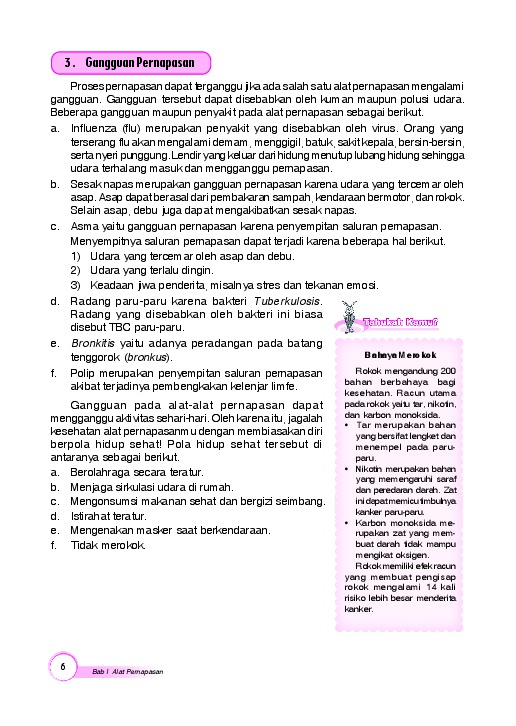 3. Gangguan Pernapasan
Proses pernapasan dapat terganggu jika ada salah satu alat pernapasan mengalami
gangguan. Gangguan tersebut dapat disebabkan oleh kuman maupun polusi udara.
Beberapa gangguan maupun penyakit pada alat pernapasan sebagai berikut.
a. Influenza (flu) merupakan penyakit yang disebabkan oleh virus. Orang yang
terserang flu akan mengalami demam, menggigil, batuk, sakit kepala, bersin-bersin,
serta nyeri punggung. Lendir yang keluar dari hidung menutup lubang hidung sehingga
udara terhalang masuk dan mengganggu pernapasan.
b. Sesak napas merupakan gangguan pernapasan karena udara yang tercemar oleh
asap. Asap dapat berasal dari pembakaran sampah, kendaraan bermotor, dan rokok.
Selain asap, debu juga dapat mengakibatkan sesak napas.
c. Asma yaitu gangguan pernapasan karena penyempitan saluran pernapasan.
Menyempitnya saluran pernapasan dapat terjadi karena beberapa hal berikut.
1) Udara yang tercemar oleh asap dan debu.
2) Udara yang terlalu dingin.
3) Keadaan jiwa penderita, misalnya stres dan tekanan emosi.
d. Radang paru-paru karena bakteri Tuberkulosis.
Radang yang disebabkan oleh bakteri ini biasa
disebut TBC paru-paru.
e. Bronkitis yaitu adanya peradangan pada batang
tenggorok (bronkus).
f. Polip merupakan penyempitan saluran pernapasan
akibat terjadinya pembengkakan kelenjar limfe.
Gangguan pada alat-alat pernapasan dapat
mengganggu aktivitas sehari-hari. Oleh karena itu, jagalah
kesehatan alat pernapasanmu dengan membiasakan diri
berpola hidup sehat! Pola hidup sehat tersebut di
antaranya sebagai berikut.
a. Berolahraga secara teratur.
b. Menjaga sirkulasi udara di rumah.
c. Mengonsumsi makanan sehat dan bergizi seimbang.
d. Istirahat teratur.
e. Mengenakan masker saat berkendaraan.
f. Tidak merokok.
Tahukah Kamu?
Bahaya Merokok
Rokok mengandung 200
bahan berbahaya bagi
kesehatan. Racun utama
pada rokok yaitu tar, nikotin,
dan karbon monoksida.
• Tar merupakan bahan
yang bersifat lengket dan
menempel pada paru-
paru.
• Nikotin merupakan bahan
yang memengaruhi saraf
dan peredaran darah. Zat
ini dapat memicu timbulnya
kanker paru-paru.
• Karbon monoksida me-
rupakan zat yang mem-
buat darah tidak mampu
mengikat oksigen.
Rokok memiliki efek racun
yang membuat pengisap
rokok mengalami 14 kali
risiko lebih besar menderita
kanker.
6
Bab I Alat Pernapasan